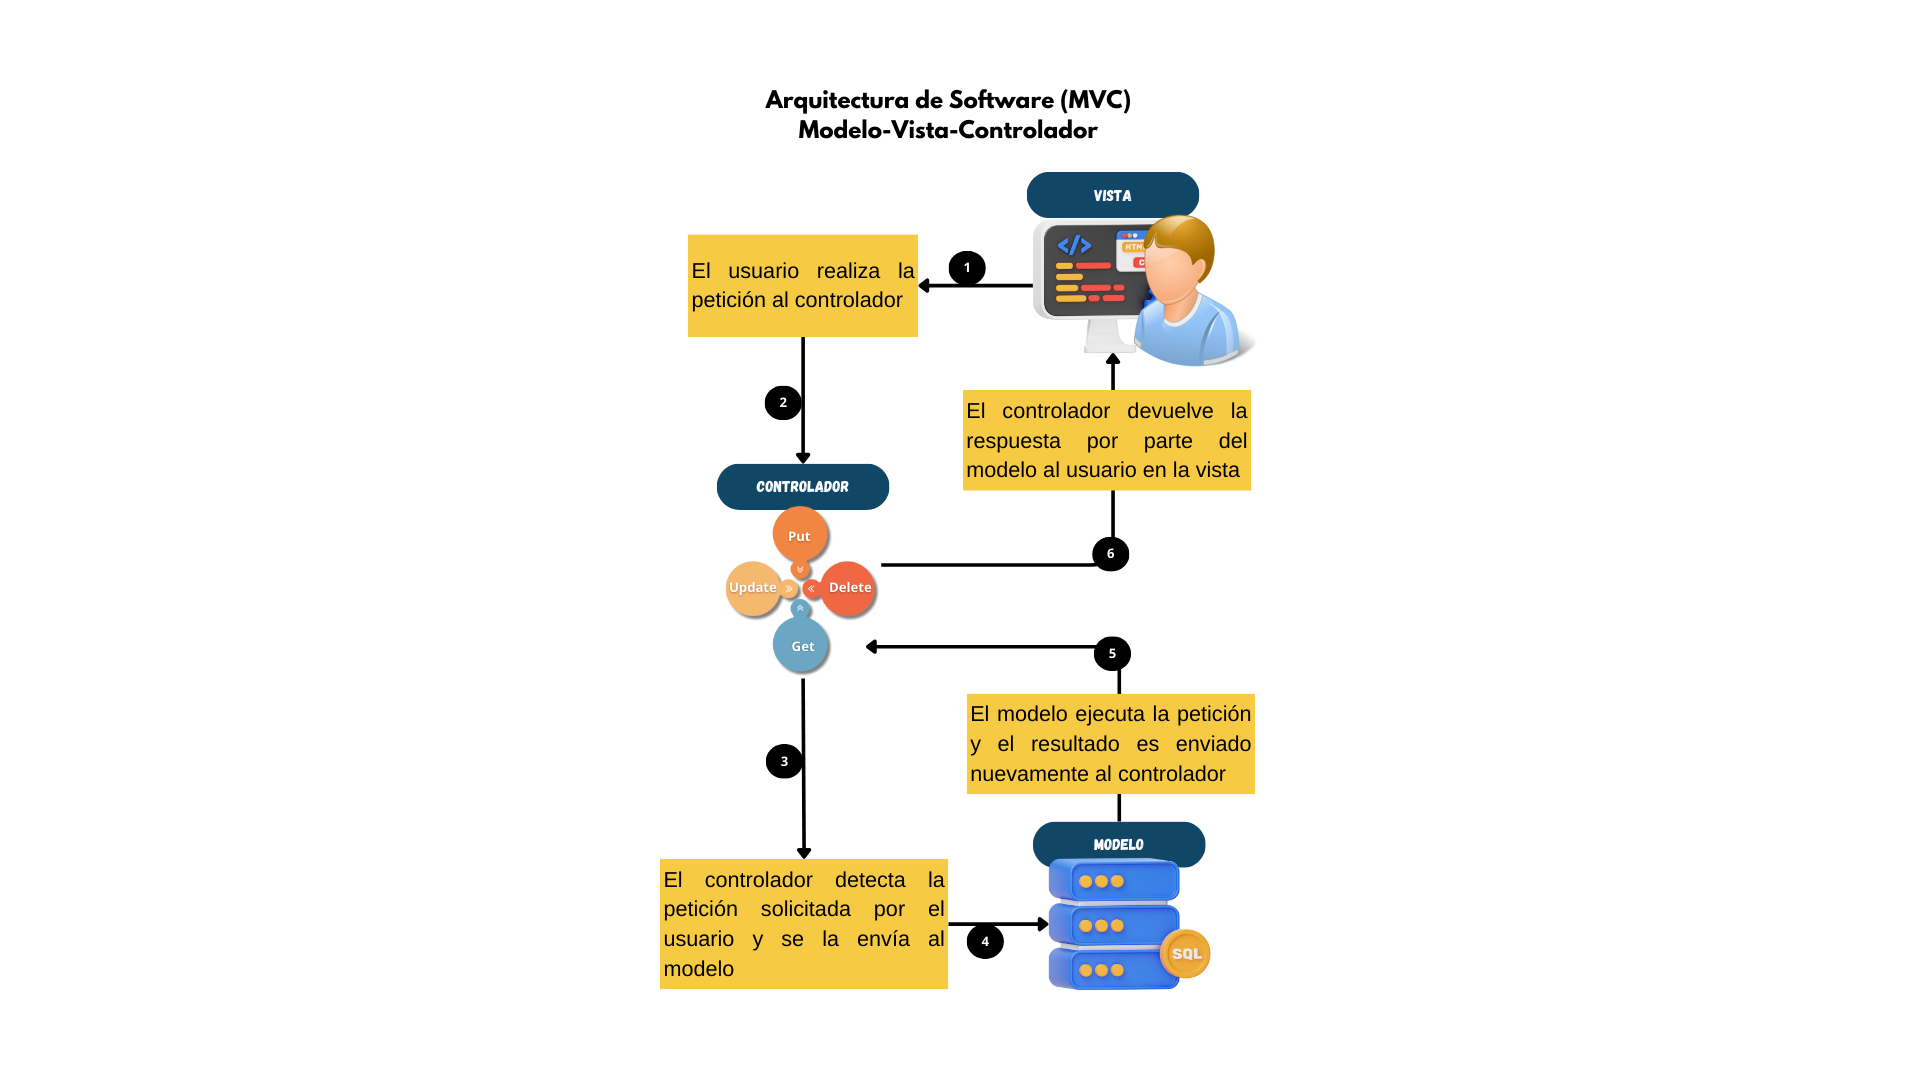 Arquitectura de Software (MVC)
Modelo-Vista-Controlador
VISTA
</>
HTM
C
1
El usuario realiza la
petición al controlador
2
El controlador devuelve la
respuesta por parte del
modelo al usuario en la vista
CONTROLADOR
Put
Update
Delete
Get
6
5
El modelo ejecuta la petición
y el resultado es enviado
nuevamente al controlador
3
MODELO
El controlador detecta la
petición solicitada por el
usuario y se la envía al
modelo
4
SQL